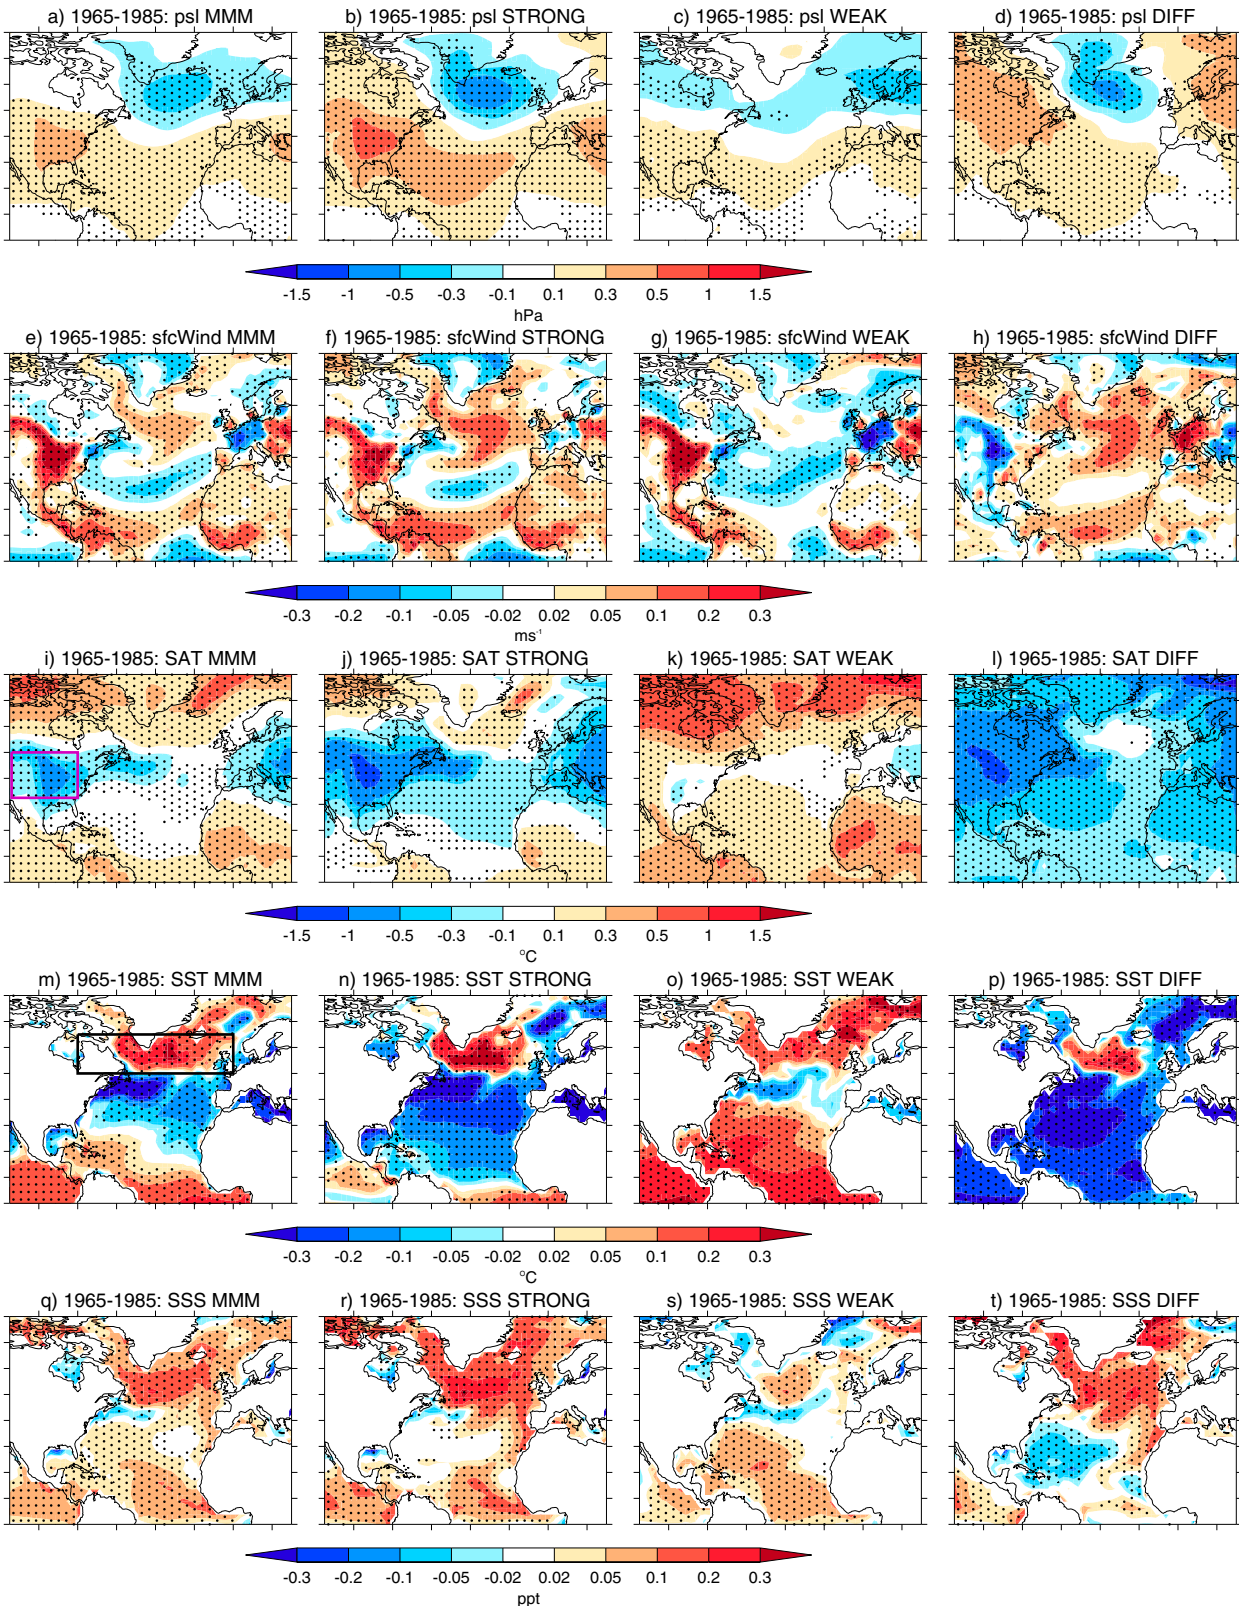 a) 1965-1985: psl MMM
b) 1965-1985: psl STRONG
c) 1965-1985: psl WEAK
d) 1965-1985: psl DIFF
-1.5 -1 -0.5 -0.3 -0.1 0.1 0.3 0.5 1 1.5
hPa
e) 1965-1985: sfcWind MMM
f) 1965-1985: sfcWind STRONG
g) 1965-1985: sfcWind WEAK
h) 1965-1985: sfcWind DIFF
-0.3 -0.2 -0.1 -0.05 -0.02 0.02 0.05 0.1 0.2 0.3
ms⁻¹
i) 1965-1985: SAT MMM
j) 1965-1985: SAT STRONG
k) 1965-1985: SAT WEAK
l) 1965-1985: SAT DIFF
-1.5 -1 -0.5 -0.3 -0.1 0.1 0.3 0.5 1 1.5
°C
m) 1965-1985: SST MMM
n) 1965-1985: SST STRONG
o) 1965-1985: SST WEAK
p) 1965-1985: SST DIFF
-0.3 -0.2 -0.1 -0.05 -0.02 0.02 0.05 0.1 0.2 0.3
°C
q) 1965-1985: SSS MMM
r) 1965-1985: SSS STRONG
s) 1965-1985: SSS WEAK
t) 1965-1985: SSS DIFF
-0.3 -0.2 -0.1 -0.05 -0.02 0.02 0.05 0.1 0.2 0.3
ppt